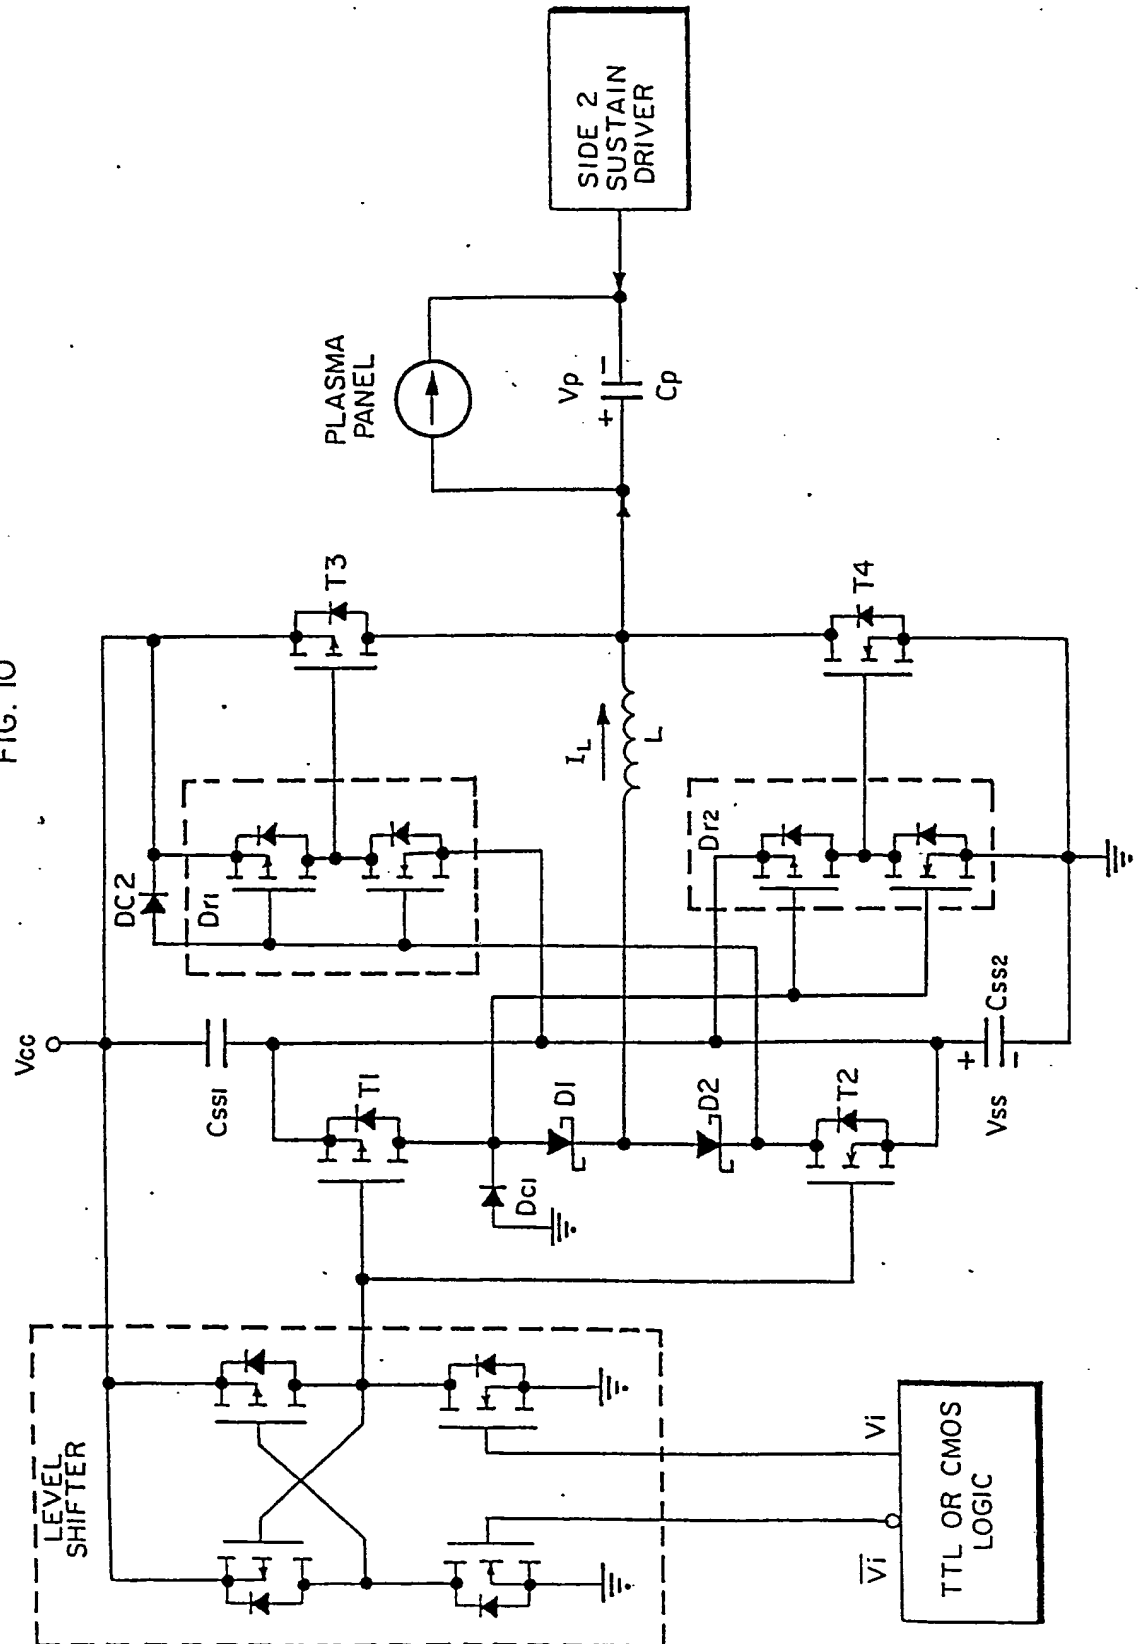 FIG. 10
SIDE 2
SUSTAIN
DRIVER
PLASMA
PANEL
Vp
+
−
Cp
T3
T4
IL
L
DC2
Dr1
Dr2
Vcc
Css1
T1
D1
D2
T2
Dc1
Css2
+
−
Vss
LEVEL
SHIFTER
Vi
V̅i̅
TTL OR CMOS
LOGIC